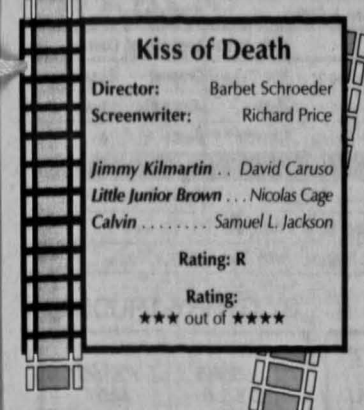 Kiss of Death
Director: Barbet Schroeder
Screenwriter: Richard Price
Jimmy Kilmartin . . David Caruso
Little Junior Brown . . . Nicolas Cage
Calvin . . . . . . . . Samuel L. Jackson
Rating: R
Rating:
★★★ out of ★★★★